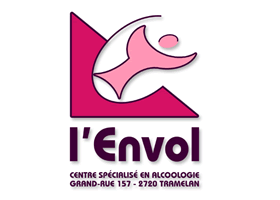 l'Envol
CENTRE SPÉCIALISÉ EN ALCOOLOGIE
GRAND-RUE 157 - 2720 TRAMELAN